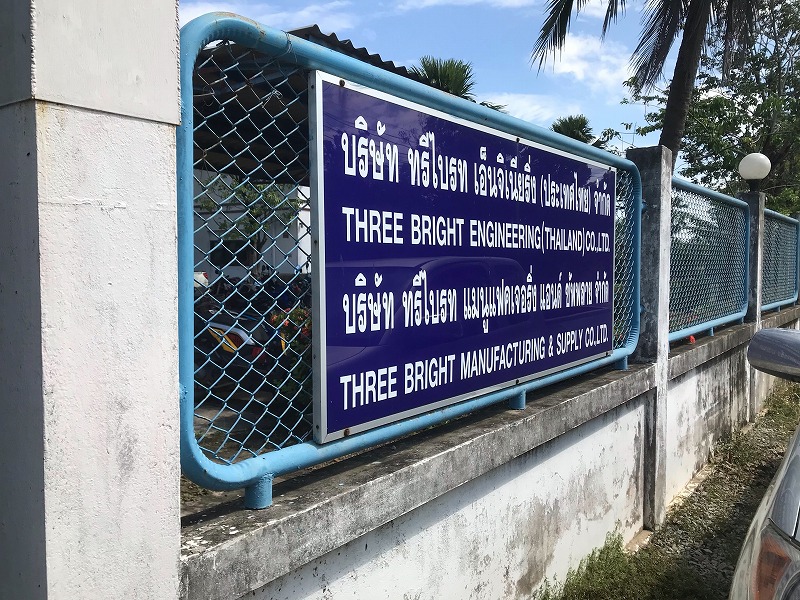 บริษัท ทรีไบรท เอ็นจิเนียริ่ง (ประเทศไทย) จำกัด
THREE BRIGHT ENGINEERING(THAILAND)CO.,LTD.
บริษัท ทรีไบรท แมนูแฟคเจอริ่ง แอนด์ ซัพพลาย จำกัด
THREE BRIGHT MANUFACTURING & SUPPLY CO.,LTD.